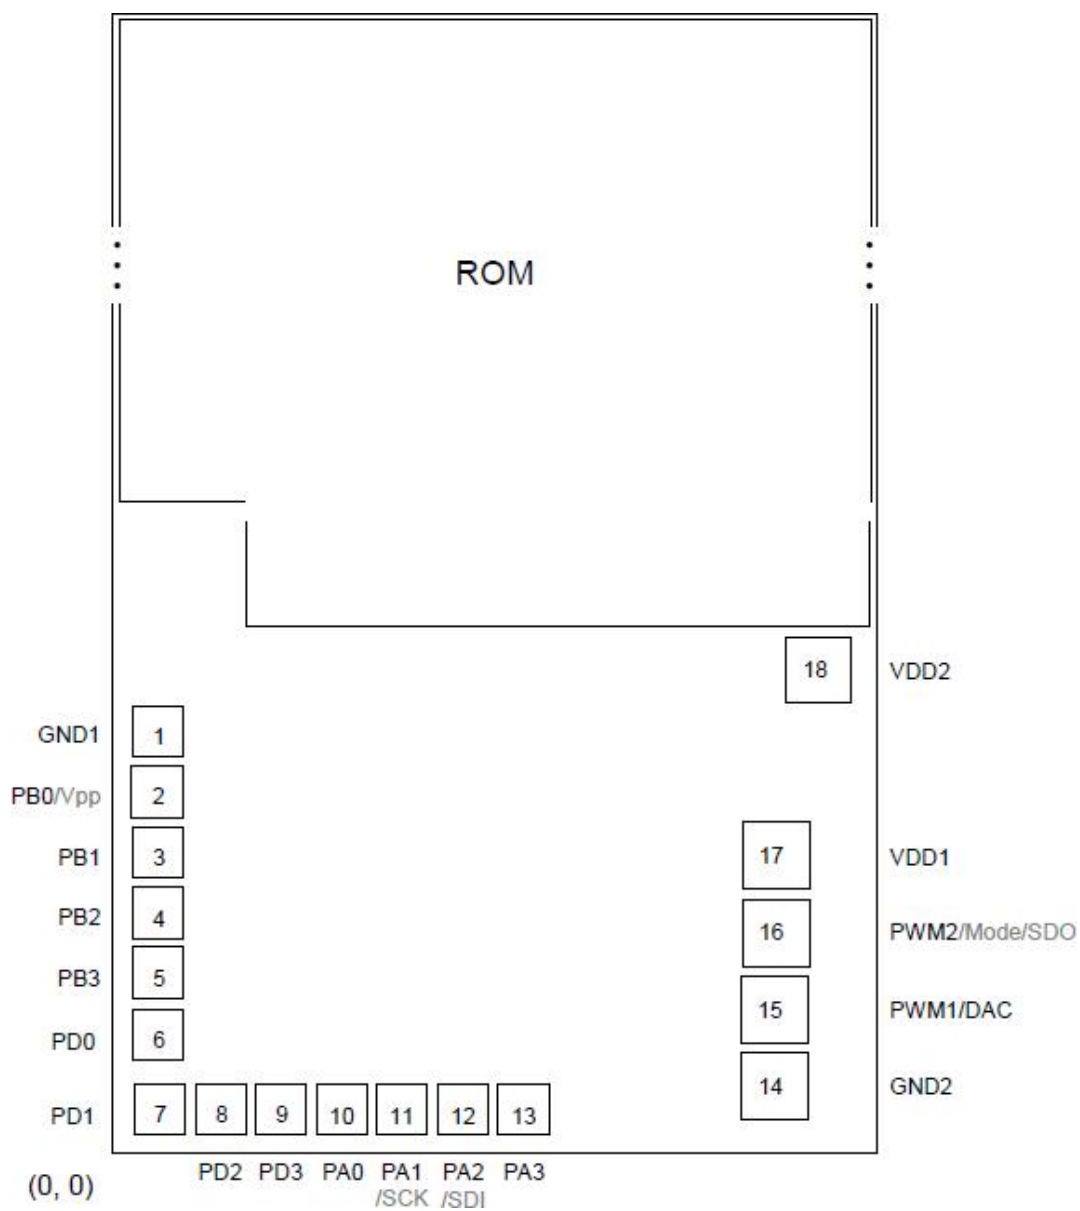 ROM
18 VDD2
GND1 1
PB0/Vpp 2
PB1 3
17 VDD1
PB2 4
16 PWM2/Mode/SDO
PB3 5
15 PWM1/DAC
PD0 6
14 GND2
PD1 7 8 9 10 11 12 13
PD2 PD3 PA0 PA1 PA2 PA3
(0, 0) /SCK /SDI